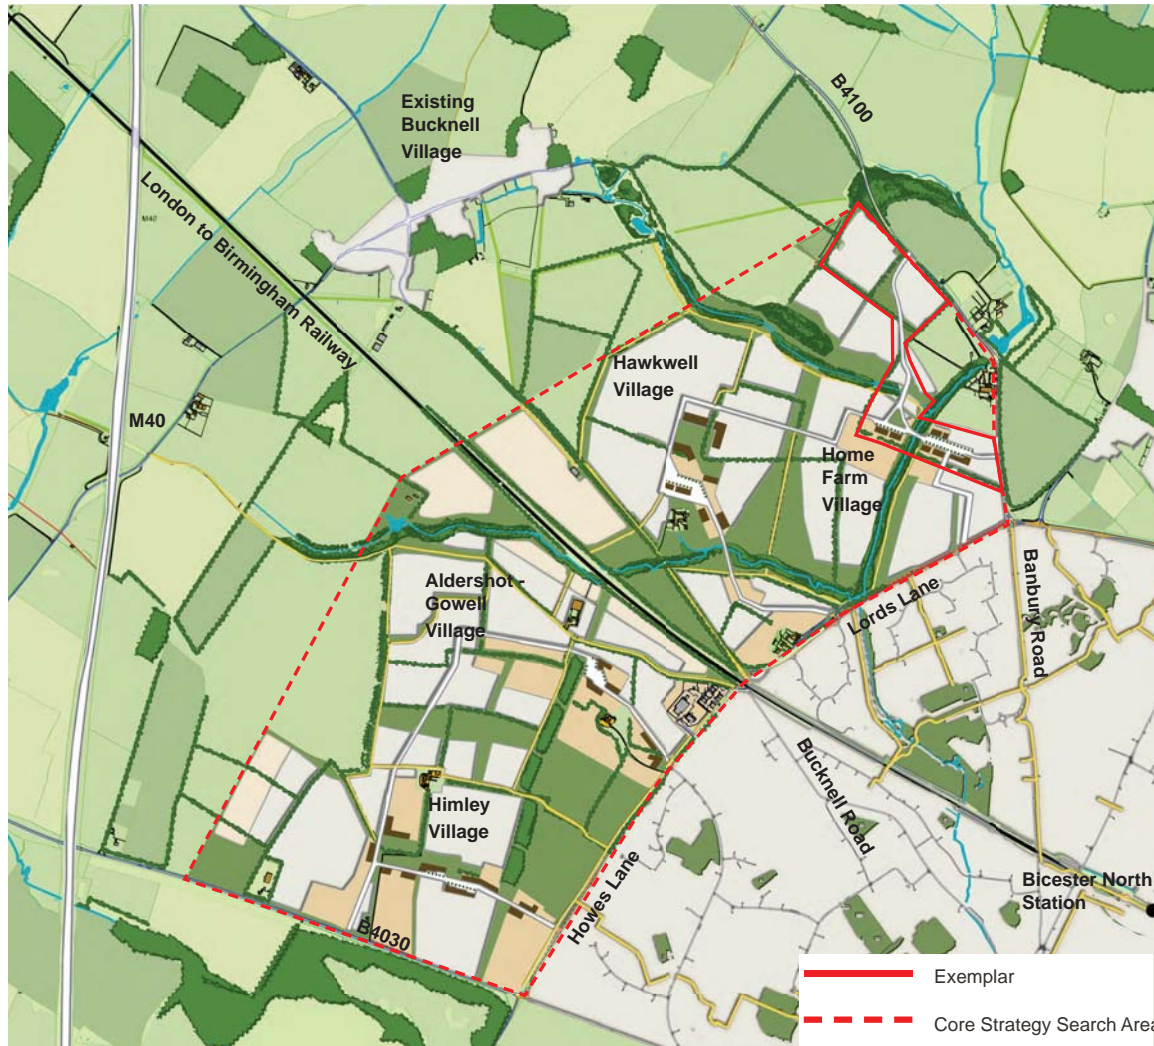 Existing
Bucknell
Village
B4100
London to Birmingham Railway
M40
M40
Hawkwell
Village
Home
Farm
Village
Aldershot -
Gowell
Village
Lords Lane
Banbury Road
Himley
Village
Bucknell Road
Howes Lane
B4030
Bicester North
Station
Exemplar
Core Strategy Search Area